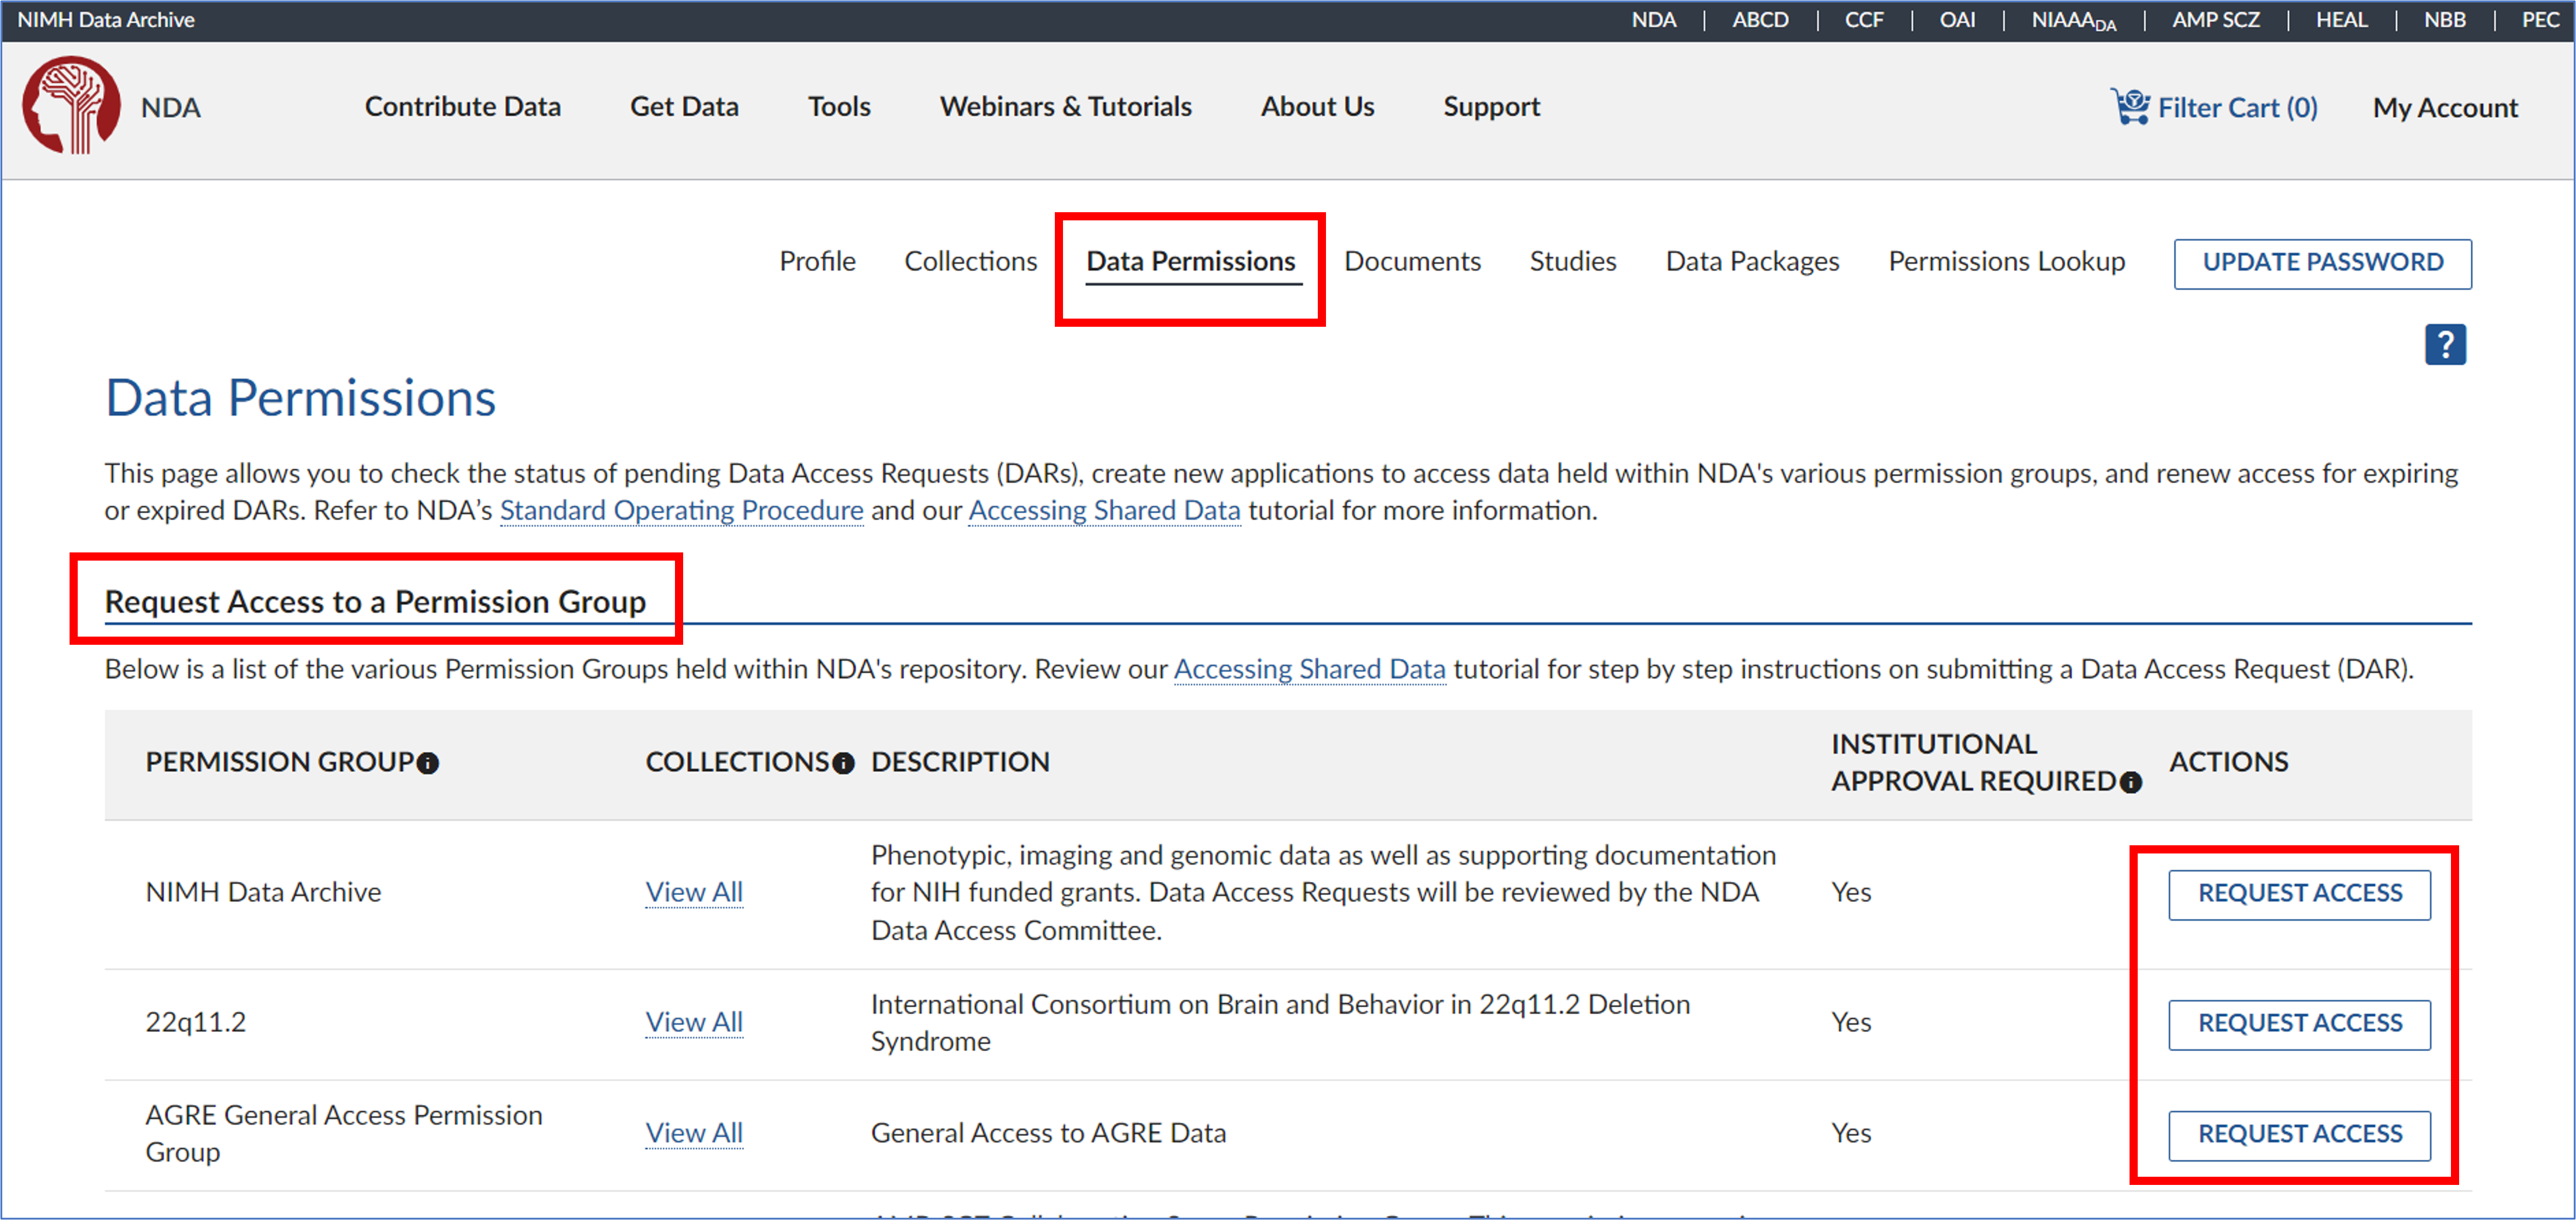 NIMH Data Archive
NDA | ABCD | CCF | OAI | NIAAADA | AMP SCZ | HEAL | NBB | PEC
NDA
Contribute Data Get Data Tools Webinars & Tutorials About Us Support
Filter Cart (0) My Account
Profile Collections Data Permissions Documents Studies Data Packages Permissions Lookup UPDATE PASSWORD
?
Data Permissions
This page allows you to check the status of pending Data Access Requests (DARs), create new applications to access data held within NDA's various permission groups, and renew access for expiring
or expired DARs. Refer to NDA’s Standard Operating Procedure and our Accessing Shared Data tutorial for more information.
Request Access to a Permission Group
Below is a list of the various Permission Groups held within NDA's repository. Review our Accessing Shared Data tutorial for step by step instructions on submitting a Data Access Request (DAR).
PERMISSION GROUP COLLECTIONS DESCRIPTION
INSTITUTIONAL
APPROVAL REQUIRED
ACTIONS
NIMH Data Archive
View All
Phenotypic, imaging and genomic data as well as supporting documentation
for NIH funded grants. Data Access Requests will be reviewed by the NDA
Data Access Committee.
Yes
REQUEST ACCESS
22q11.2
View All
International Consortium on Brain and Behavior in 22q11.2 Deletion
Syndrome
Yes
REQUEST ACCESS
AGRE General Access Permission
Group
View All
General Access to AGRE Data
Yes
REQUEST ACCESS